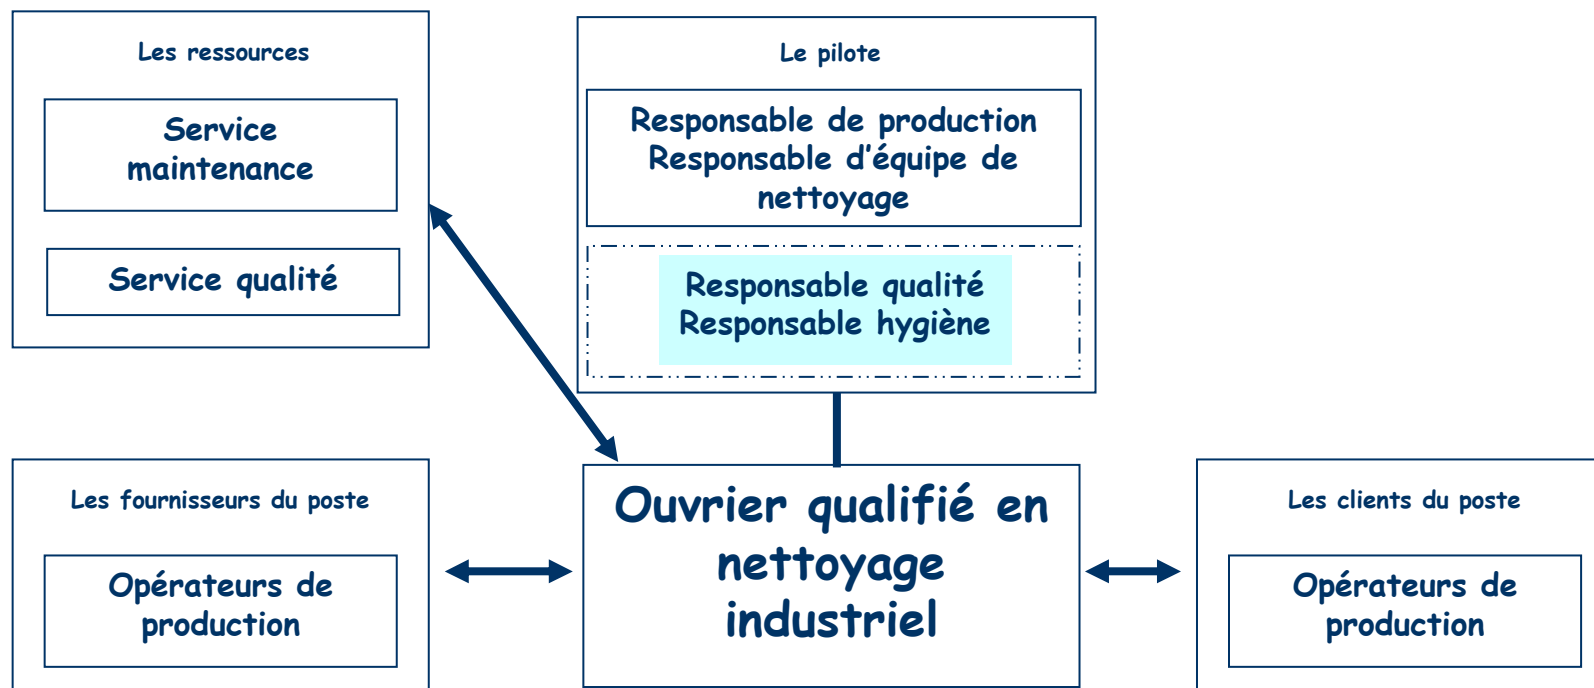 Les ressources
Service
maintenance
Service qualité
Le pilote
Responsable de production
Responsable d'équipe de
nettoyage
Responsable qualité
Responsable hygiène
Les fournisseurs du poste
Opérateurs de
production
Ouvrier qualifié en
nettoyage
industriel
Les clients du poste
Opérateurs de
production